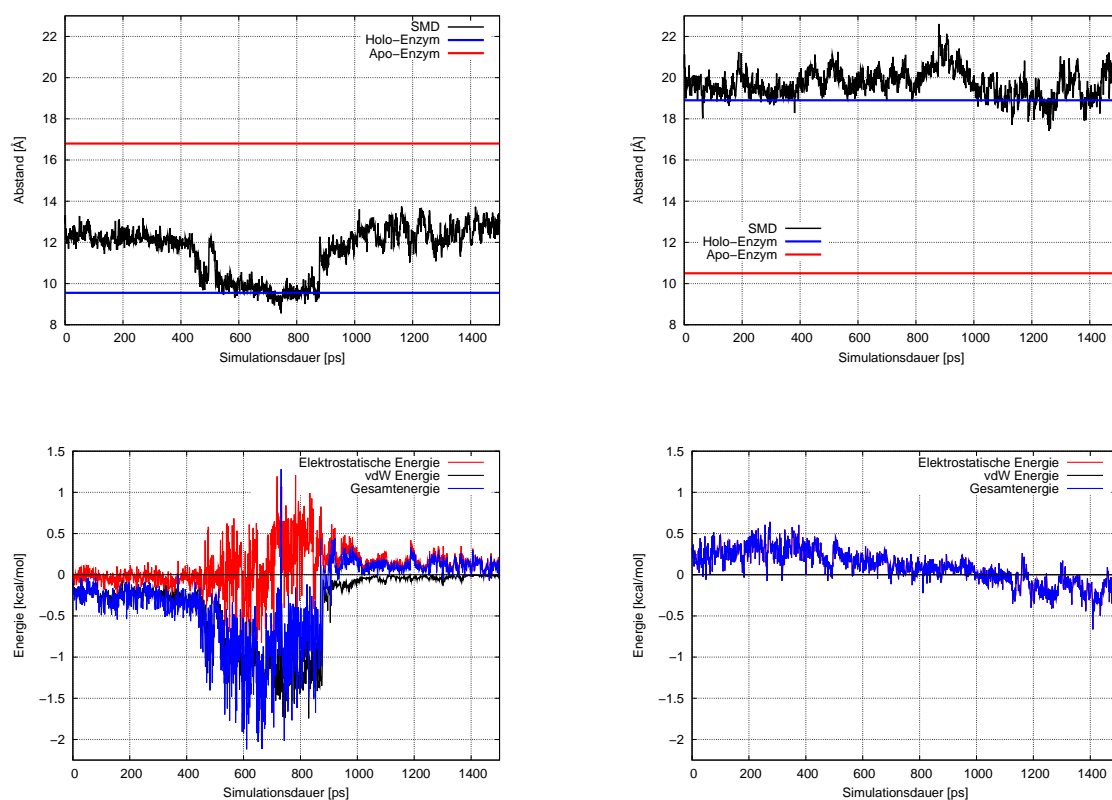 22
20
18
16
14
12
10
8
Abstand [Å]
SMD
Holo−Enzym
Apo−Enzym
0 200 400 600 800 1000 1200 1400
Simulationsdauer [ps]
22
20
18
16
14
12
10
8
Abstand [Å]
SMD
Holo−Enzym
Apo−Enzym
0 200 400 600 800 1000 1200 1400
Simulationsdauer [ps]
1.5
1
0.5
0
−0.5
−1
−1.5
−2
Energie [kcal/mol]
Elektrostatische Energie
vdW Energie
Gesamtenergie
0 200 400 600 800 1000 1200 1400
Simulationsdauer [ps]
1.5
1
0.5
0
−0.5
−1
−1.5
−2
Energie [kcal/mol]
Elektrostatische Energie
vdW Energie
Gesamtenergie
0 200 400 600 800 1000 1200 1400
Simulationsdauer [ps]